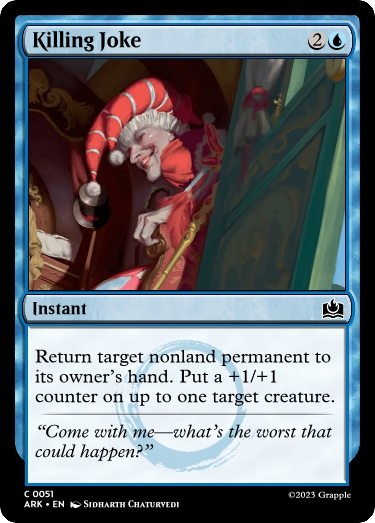 Killing Joke 2
Instant
Return target nonland permanent to
its owner's hand. Put a +1/+1
counter on up to one target creature.
“Come with me—what's the worst that
could happen?”
C 0051
ARK • EN Sidharth Chaturvedi
©2023 Grapple